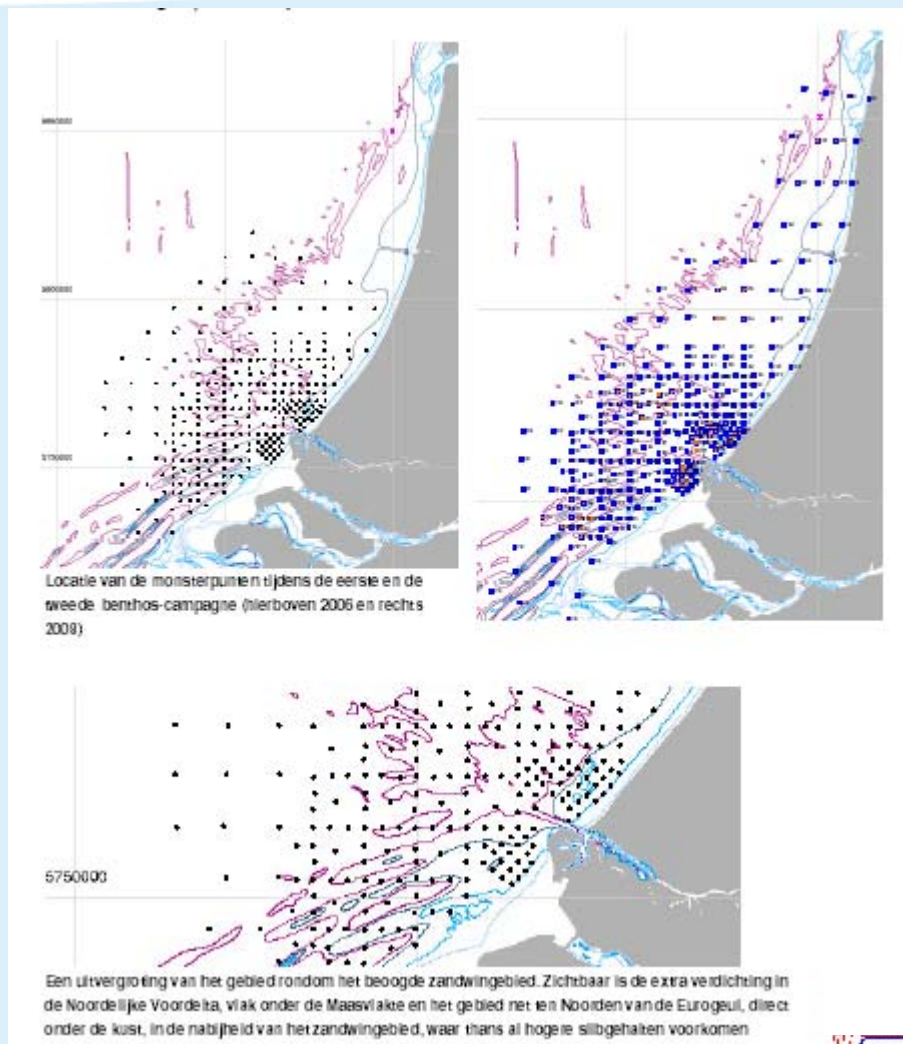 Locatie van de monsterpunten tijdens de eerste en de
tweede benthos-campagne (hierboven 2006 en rechts
2008)
5750000
Een uitvergroting van het gebied rondom het beoogde zandwingebied. Zichtbaar is de extra verdichting in
de Noordelijke Voordelta, vlak onder de Maasvlakte en het gebied net ten Noorden van de Eurogeul, direct
onder de kust, in de nabijheid van het zandwingebied, waar thans al hogere slibgehalten voorkomen